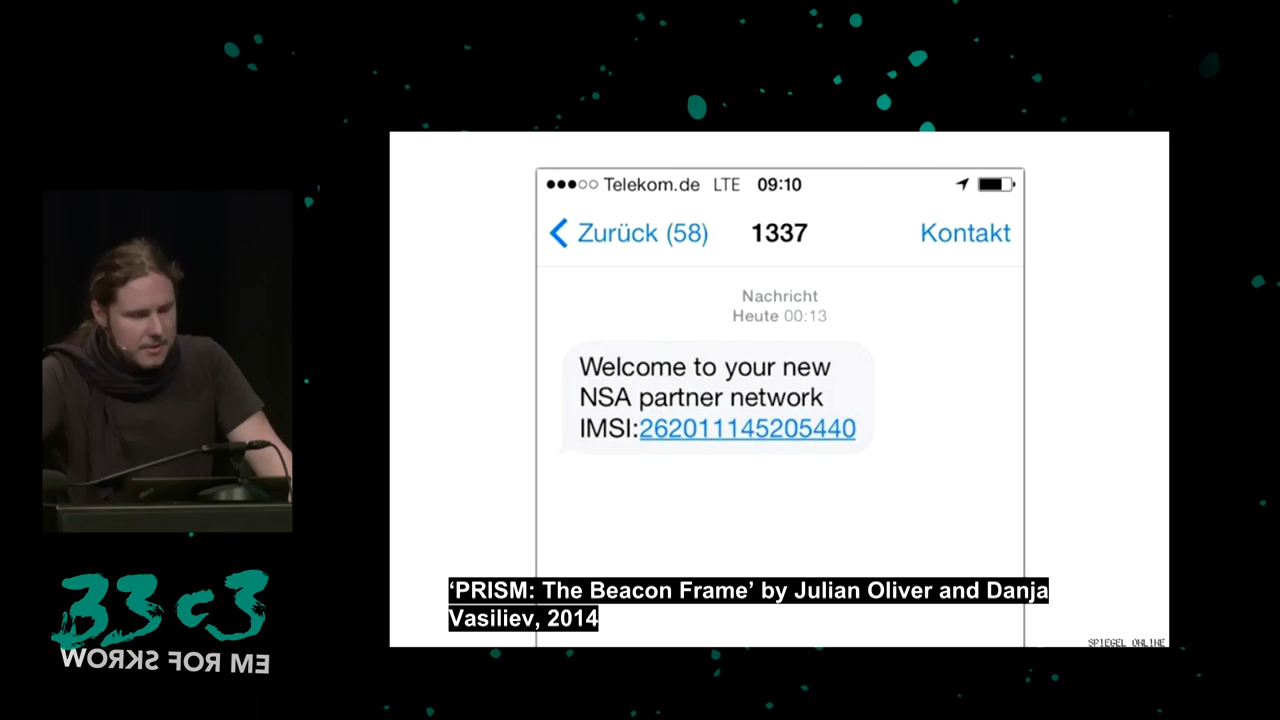 ●●●○○ Telekom.de LTE 09:10
Zurück (58) 1337 Kontakt
Nachricht
Heute 00:13
Welcome to your new
NSA partner network
IMSI:262011145205440
‘PRISM: The Beacon Frame’ by Julian Oliver and Danja
Vasiliev, 2014
SPIEGEL ONLINE
33c3
WORKS FOR ME